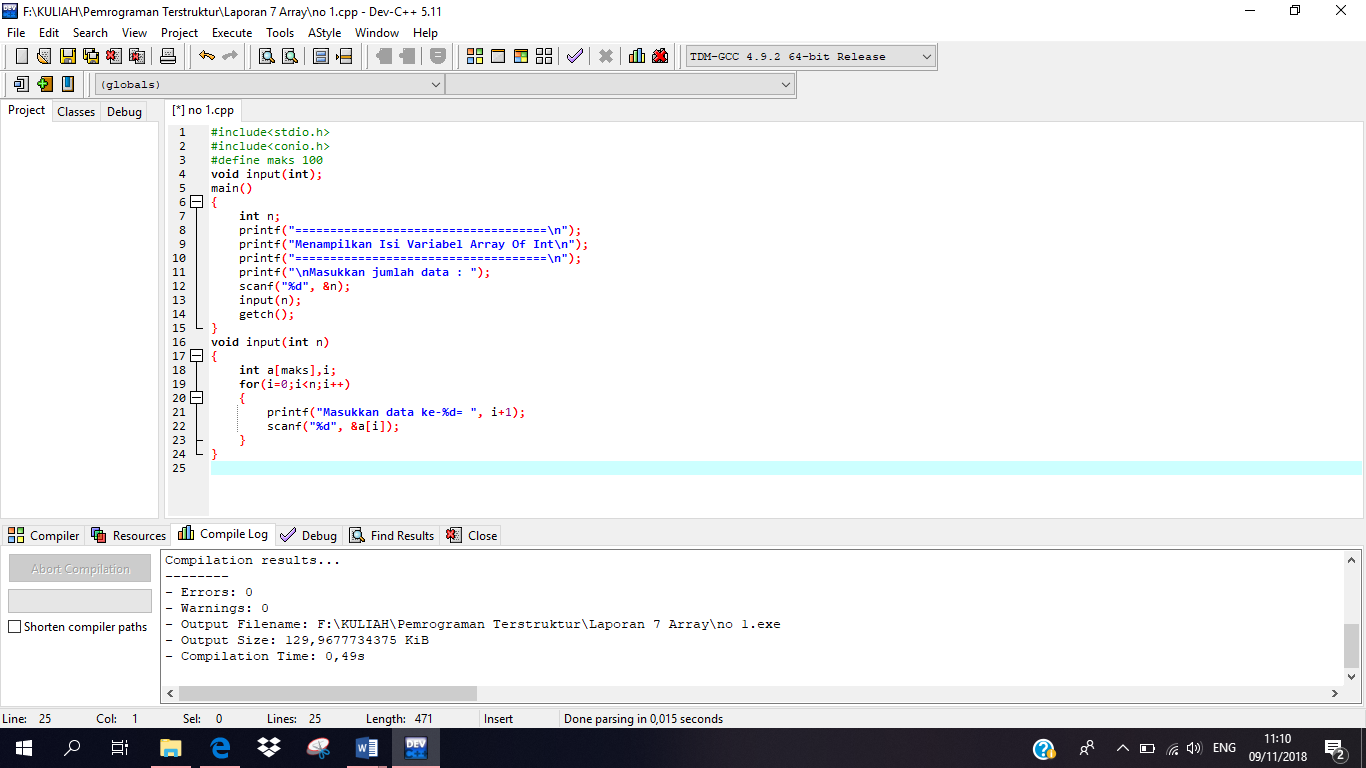 F:\KULIAH\Pemrograman Terstruktur\Laporan 7 Array\no 1.cpp - Dev-C++ 5.11
File Edit Search View Project Execute Tools AStyle Window Help
TDM-GCC 4.9.2 64-bit Release
(globals)
Project Classes Debug [*] no 1.cpp
1 #include<stdio.h>
2 #include<conio.h>
3 #define maks 100
4 void input(int);
5 main()
6 {
7 int n;
8 printf("====================================\n");
9 printf("Menampilkan Isi Variabel Array Of Int\n");
10 printf("====================================\n");
11 printf("\nMasukkan jumlah data : ");
12 scanf("%d", &n);
13 input(n);
14 getch();
15 }
16 void input(int n)
17 {
18 int a[maks],i;
19 for(i=0;i<n;i++)
20 {
21 printf("Masukkan data ke-%d= ", i+1);
22 scanf("%d", &a[i]);
23 }
24 }
25
Compiler Resources Compile Log Debug Find Results Close
Abort Compilation
Shorten compiler paths
Compilation results...
--------
- Errors: 0
- Warnings: 0
- Output Filename: F:\KULIAH\Pemrograman Terstruktur\Laporan 7 Array\no 1.exe
- Output Size: 129,9677734375 KiB
- Compilation Time: 0,49s
Line: 25 Col: 1 Sel: 0 Lines: 25 Length: 471 Insert Done parsing in 0,015 seconds
DEV
ENG
11:10
09/11/2018
2